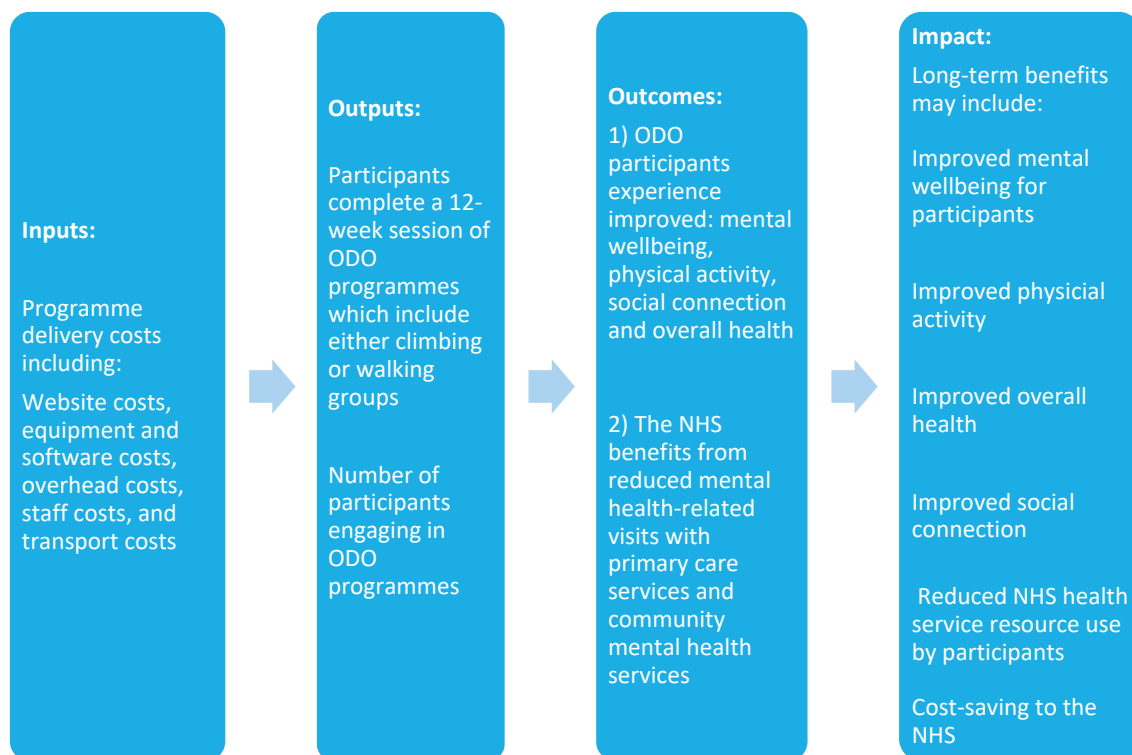 Inputs:
Programme
delivery costs
including:
Website costs,
equipment and
software costs,
overhead costs,
staff costs, and
transport costs
Outputs:
Participants
complete a 12-
week session of
ODO
programmes
which include
either climbing
or walking
groups
Number of
participants
engaging in
ODO
programmes
Outcomes:
1) ODO
participants
experience
improved: mental
wellbeing,
physical activity,
social connection
and overall health
2) The NHS
benefits from
reduced mental
health-related
visits with
primary care
services and
community
mental health
services
Impact:
Long-term benefits
may include:
Improved mental
wellbeing for
participants
Improved physicial
activity
Improved overall
health
Improved social
connection
Reduced NHS health
service resource use
by participants
Cost-saving to the
NHS